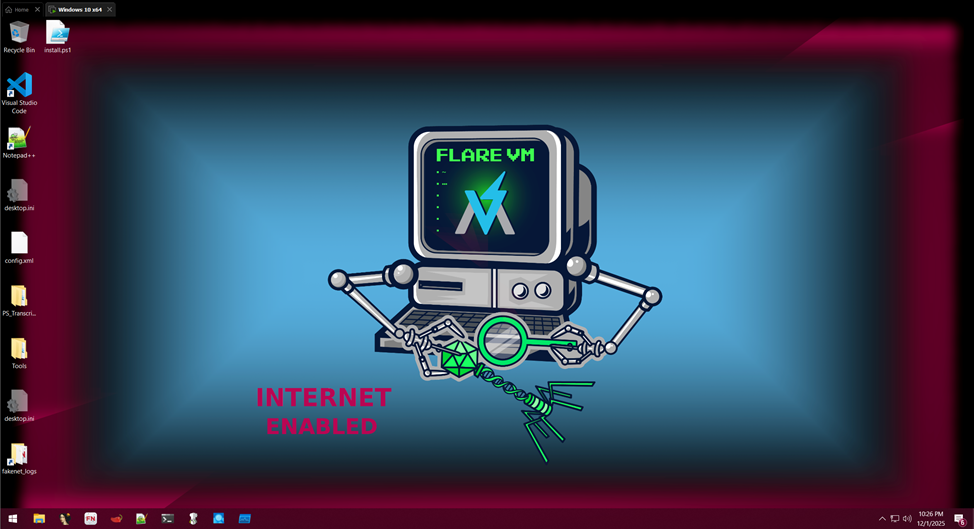 Home
Windows 10 x64
Recycle Bin
install.ps1
Visual Studio
Code
Notepad++
desktop.ini
config.xml
PS_Transcri...
Tools
desktop.ini
fakenet_logs
FLARE VM
INTERNET
ENABLED
FN
10:26 PM
12/1/2025